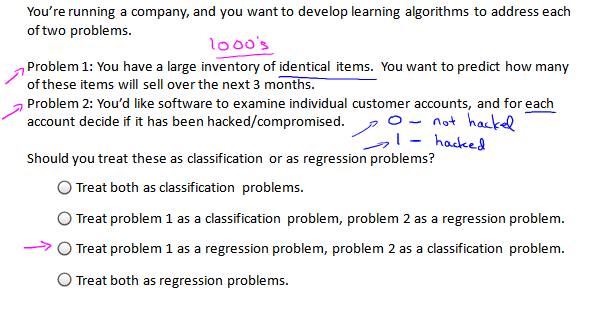 You're running a company, and you want to develop learning algorithms to address each
of two problems.
1000's
Problem 1: You have a large inventory of identical items. You want to predict how many
of these items will sell over the next 3 months.
Problem 2: You'd like software to examine individual customer accounts, and for each
account decide if it has been hacked/compromised.
0 - not hacked
1 - hacked
Should you treat these as classification or as regression problems?
Treat both as classification problems.
Treat problem 1 as a classification problem, problem 2 as a regression problem.
Treat problem 1 as a regression problem, problem 2 as a classification problem.
Treat both as regression problems.